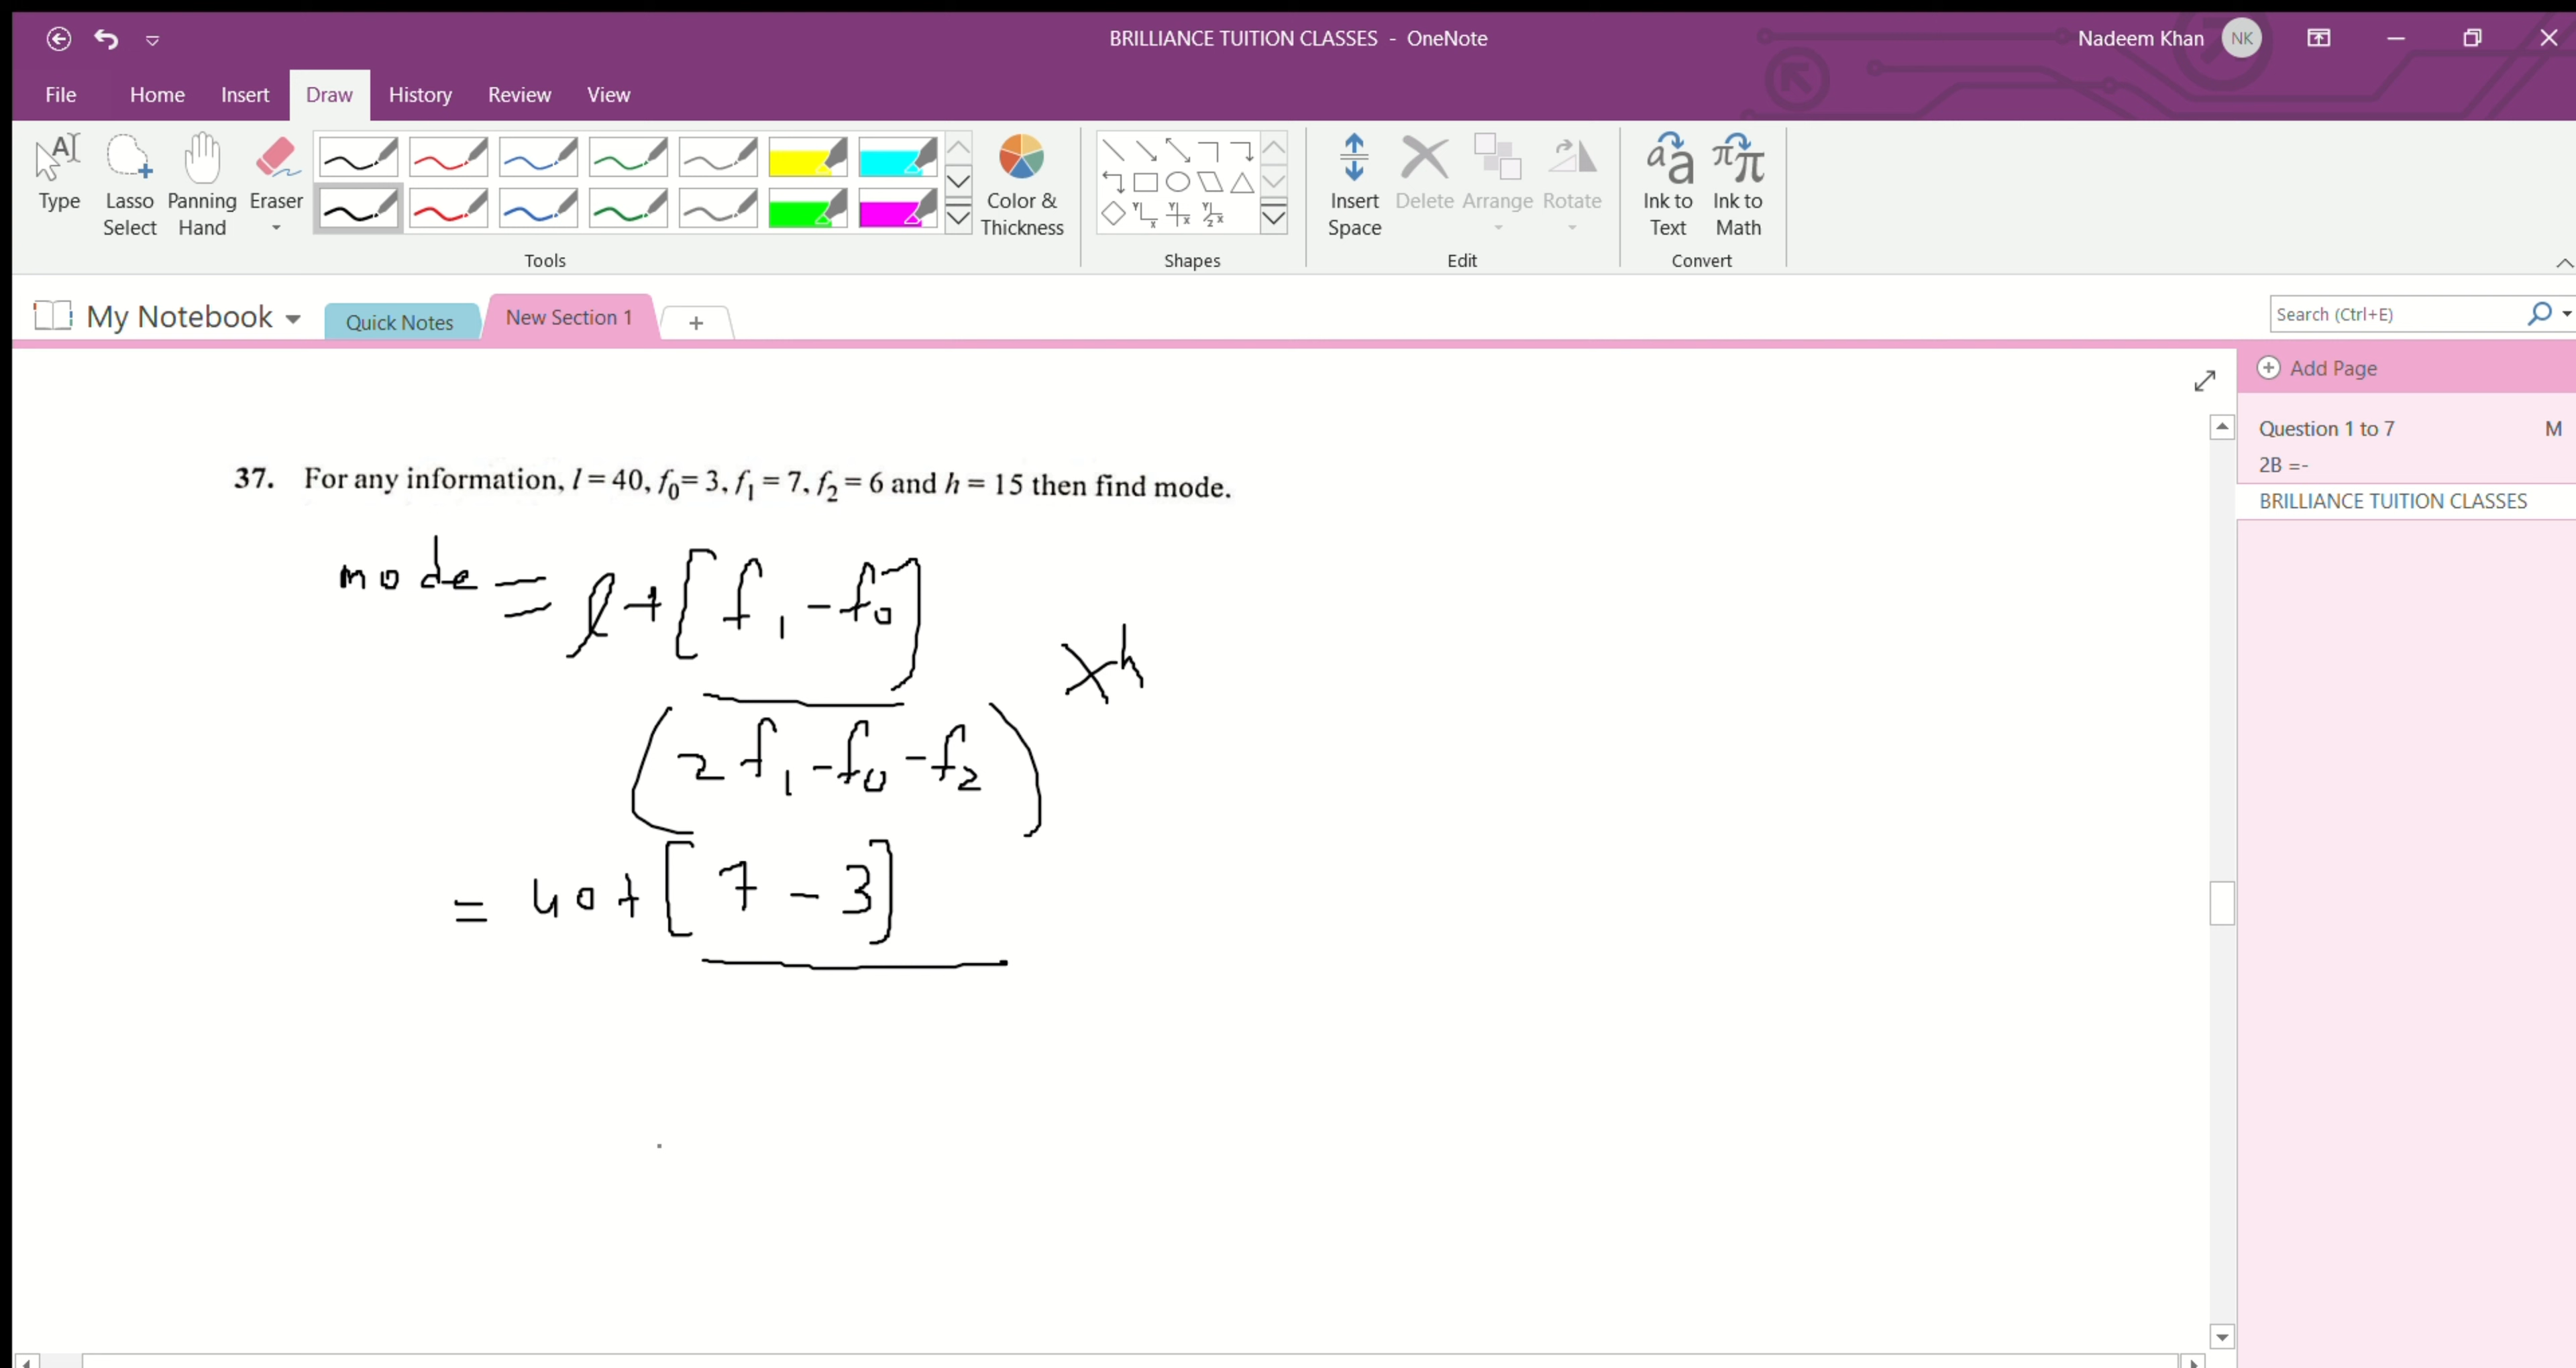 BRILLIANCE TUITION CLASSES - OneNote
Nadeem Khan NK
File Home Insert Draw History Review View
Type
Lasso Select
Panning Hand
Eraser
Color & Thickness
Insert Space
Delete
Arrange
Rotate
Ink to Text
Ink to Math
Tools Shapes Edit Convert
My Notebook Quick Notes New Section 1 +
Search (Ctrl+E)
Add Page
Question 1 to 7 M
2B =-
BRILLIANCE TUITION CLASSES
37. For any information, l = 40, f₀= 3, f₁ = 7, f₂ = 6 and h = 15 then find mode.
mode = l + [f₁ - f₀]
×h
(2f₁ - f₀ - f₂)
= 40 + [7 - 3]